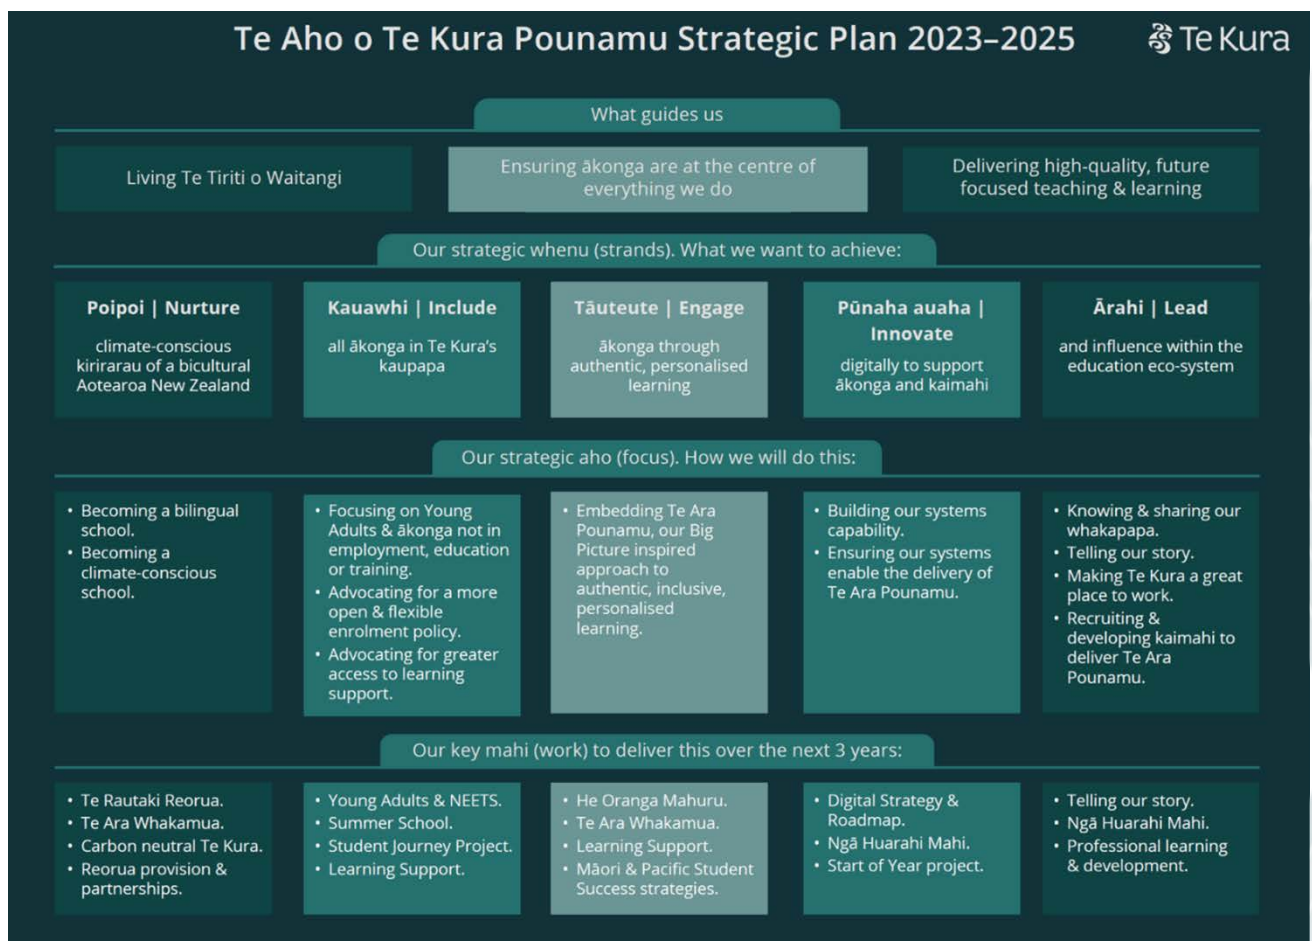 Te Aho o Te Kura Pounamu Strategic Plan 2023–2025
Te Kura
What guides us
Living Te Tiriti o Waitangi
Ensuring ākonga are at the centre of
everything we do
Delivering high-quality, future
focused teaching & learning
Our strategic whenu (strands). What we want to achieve:
Poipoi | Nurture
climate-conscious
kirirarau of a bicultural
Aotearoa New Zealand
Kauawhi | Include
all ākonga in Te Kura's
kaupapa
Tāuteute | Engage
ākonga through
authentic, personalised
learning
Pūnaha auaha |
Innovate
digitally to support
ākonga and kaimahi
Ārahi | Lead
and influence within the
education eco-system
Our strategic aho (focus). How we will do this:
• Becoming a bilingual
school.
• Becoming a
climate-conscious
school.
• Focusing on Young
Adults & ākonga not in
employment, education
or training.
• Advocating for a more
open & flexible
enrolment policy.
• Advocating for greater
access to learning
support.
• Embedding Te Ara
Pounamu, our Big
Picture inspired
approach to
authentic, inclusive,
personalised
learning.
• Building our systems
capability.
• Ensuring our systems
enable the delivery of
Te Ara Pounamu.
• Knowing & sharing our
whakapapa.
• Telling our story.
• Making Te Kura a great
place to work.
• Recruiting &
developing kaimahi to
deliver Te Ara
Pounamu.
Our key mahi (work) to deliver this over the next 3 years:
• Te Rautaki Reorua.
• Te Ara Whakamua.
• Carbon neutral Te Kura.
• Reorua provision &
partnerships.
• Young Adults & NEETS.
• Summer School.
• Student Journey Project.
• Learning Support.
• He Oranga Mahuru.
• Te Ara Whakamua.
• Learning Support.
• Māori & Pacific Student
Success strategies.
• Digital Strategy &
Roadmap.
• Ngā Huarahi Mahi.
• Start of Year project.
• Telling our story.
• Ngā Huarahi Mahi.
• Professional learning
& development.